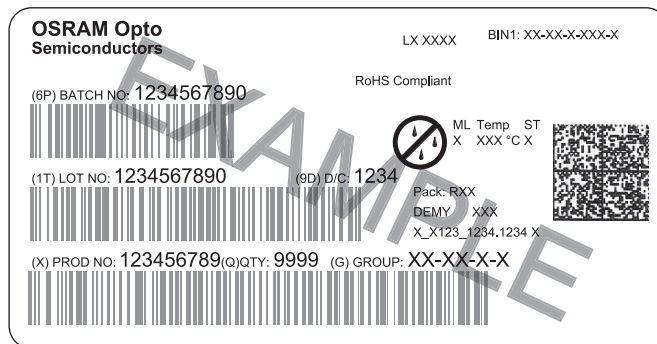 OSRAM Opto
Semiconductors
LX XXXX
BIN1: XX-XX-X-XXX-X
RoHS Compliant
(6P) BATCH NO: 1234567890
ML Temp ST
X XXX °C X
(1T) LOT NO: 1234567890
(9D) D/C: 1234
Pack: RXX
DEMY XXX
X_X123_1234.1234 X
(X) PROD NO: 123456789(Q)QTY: 9999 (G) GROUP: XX-XX-X-X
EXAMPLE